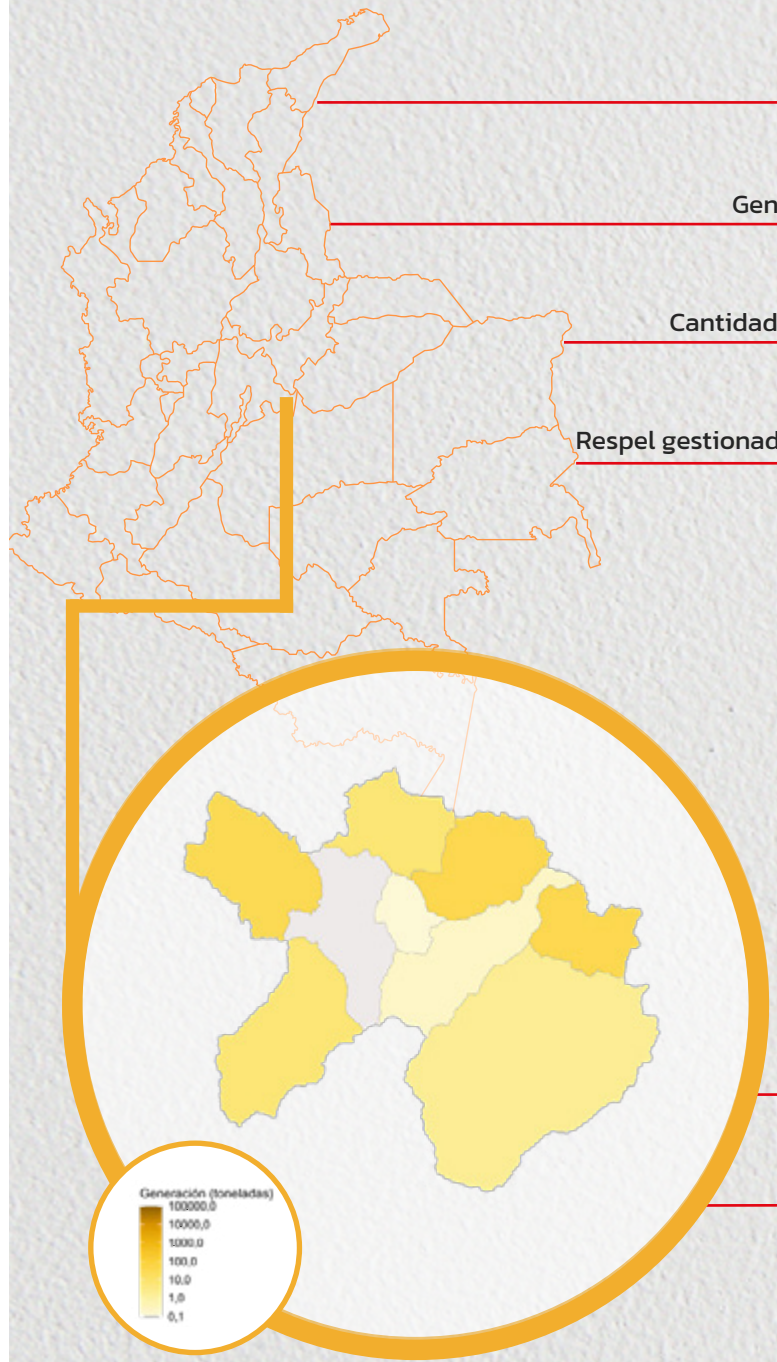 Gen
Cantidad
Respel gestionad
Generación (toneladas)
100000,0
10000,0
1000,0
100,0
10,0
1,0
0,1